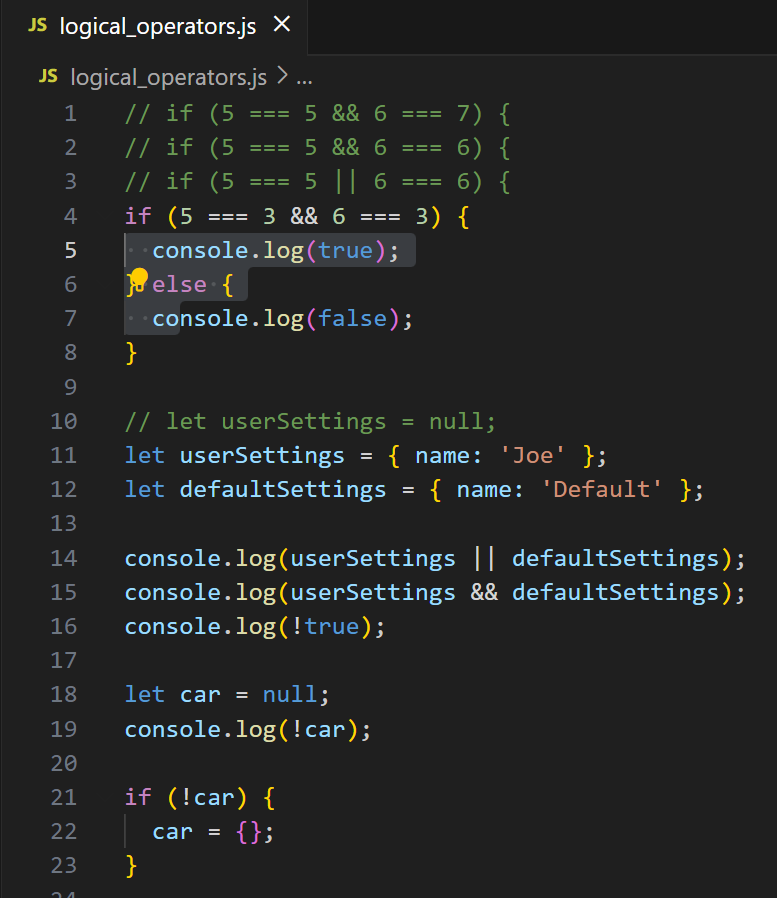 JS logical_operators.js ×
JS logical_operators.js > ...
1 // if (5 === 5 && 6 === 7) {
2 // if (5 === 5 && 6 === 6) {
3 // if (5 === 5 || 6 === 6) {
4 if (5 === 3 && 6 === 3) {
5   console.log(true);
6 } else {
7   console.log(false);
8 }
9
10 // let userSettings = null;
11 let userSettings = { name: 'Joe' };
12 let defaultSettings = { name: 'Default' };
13
14 console.log(userSettings || defaultSettings);
15 console.log(userSettings && defaultSettings);
16 console.log(!true);
17
18 let car = null;
19 console.log(!car);
20
21 if (!car) {
22   car = {};
23 }
24